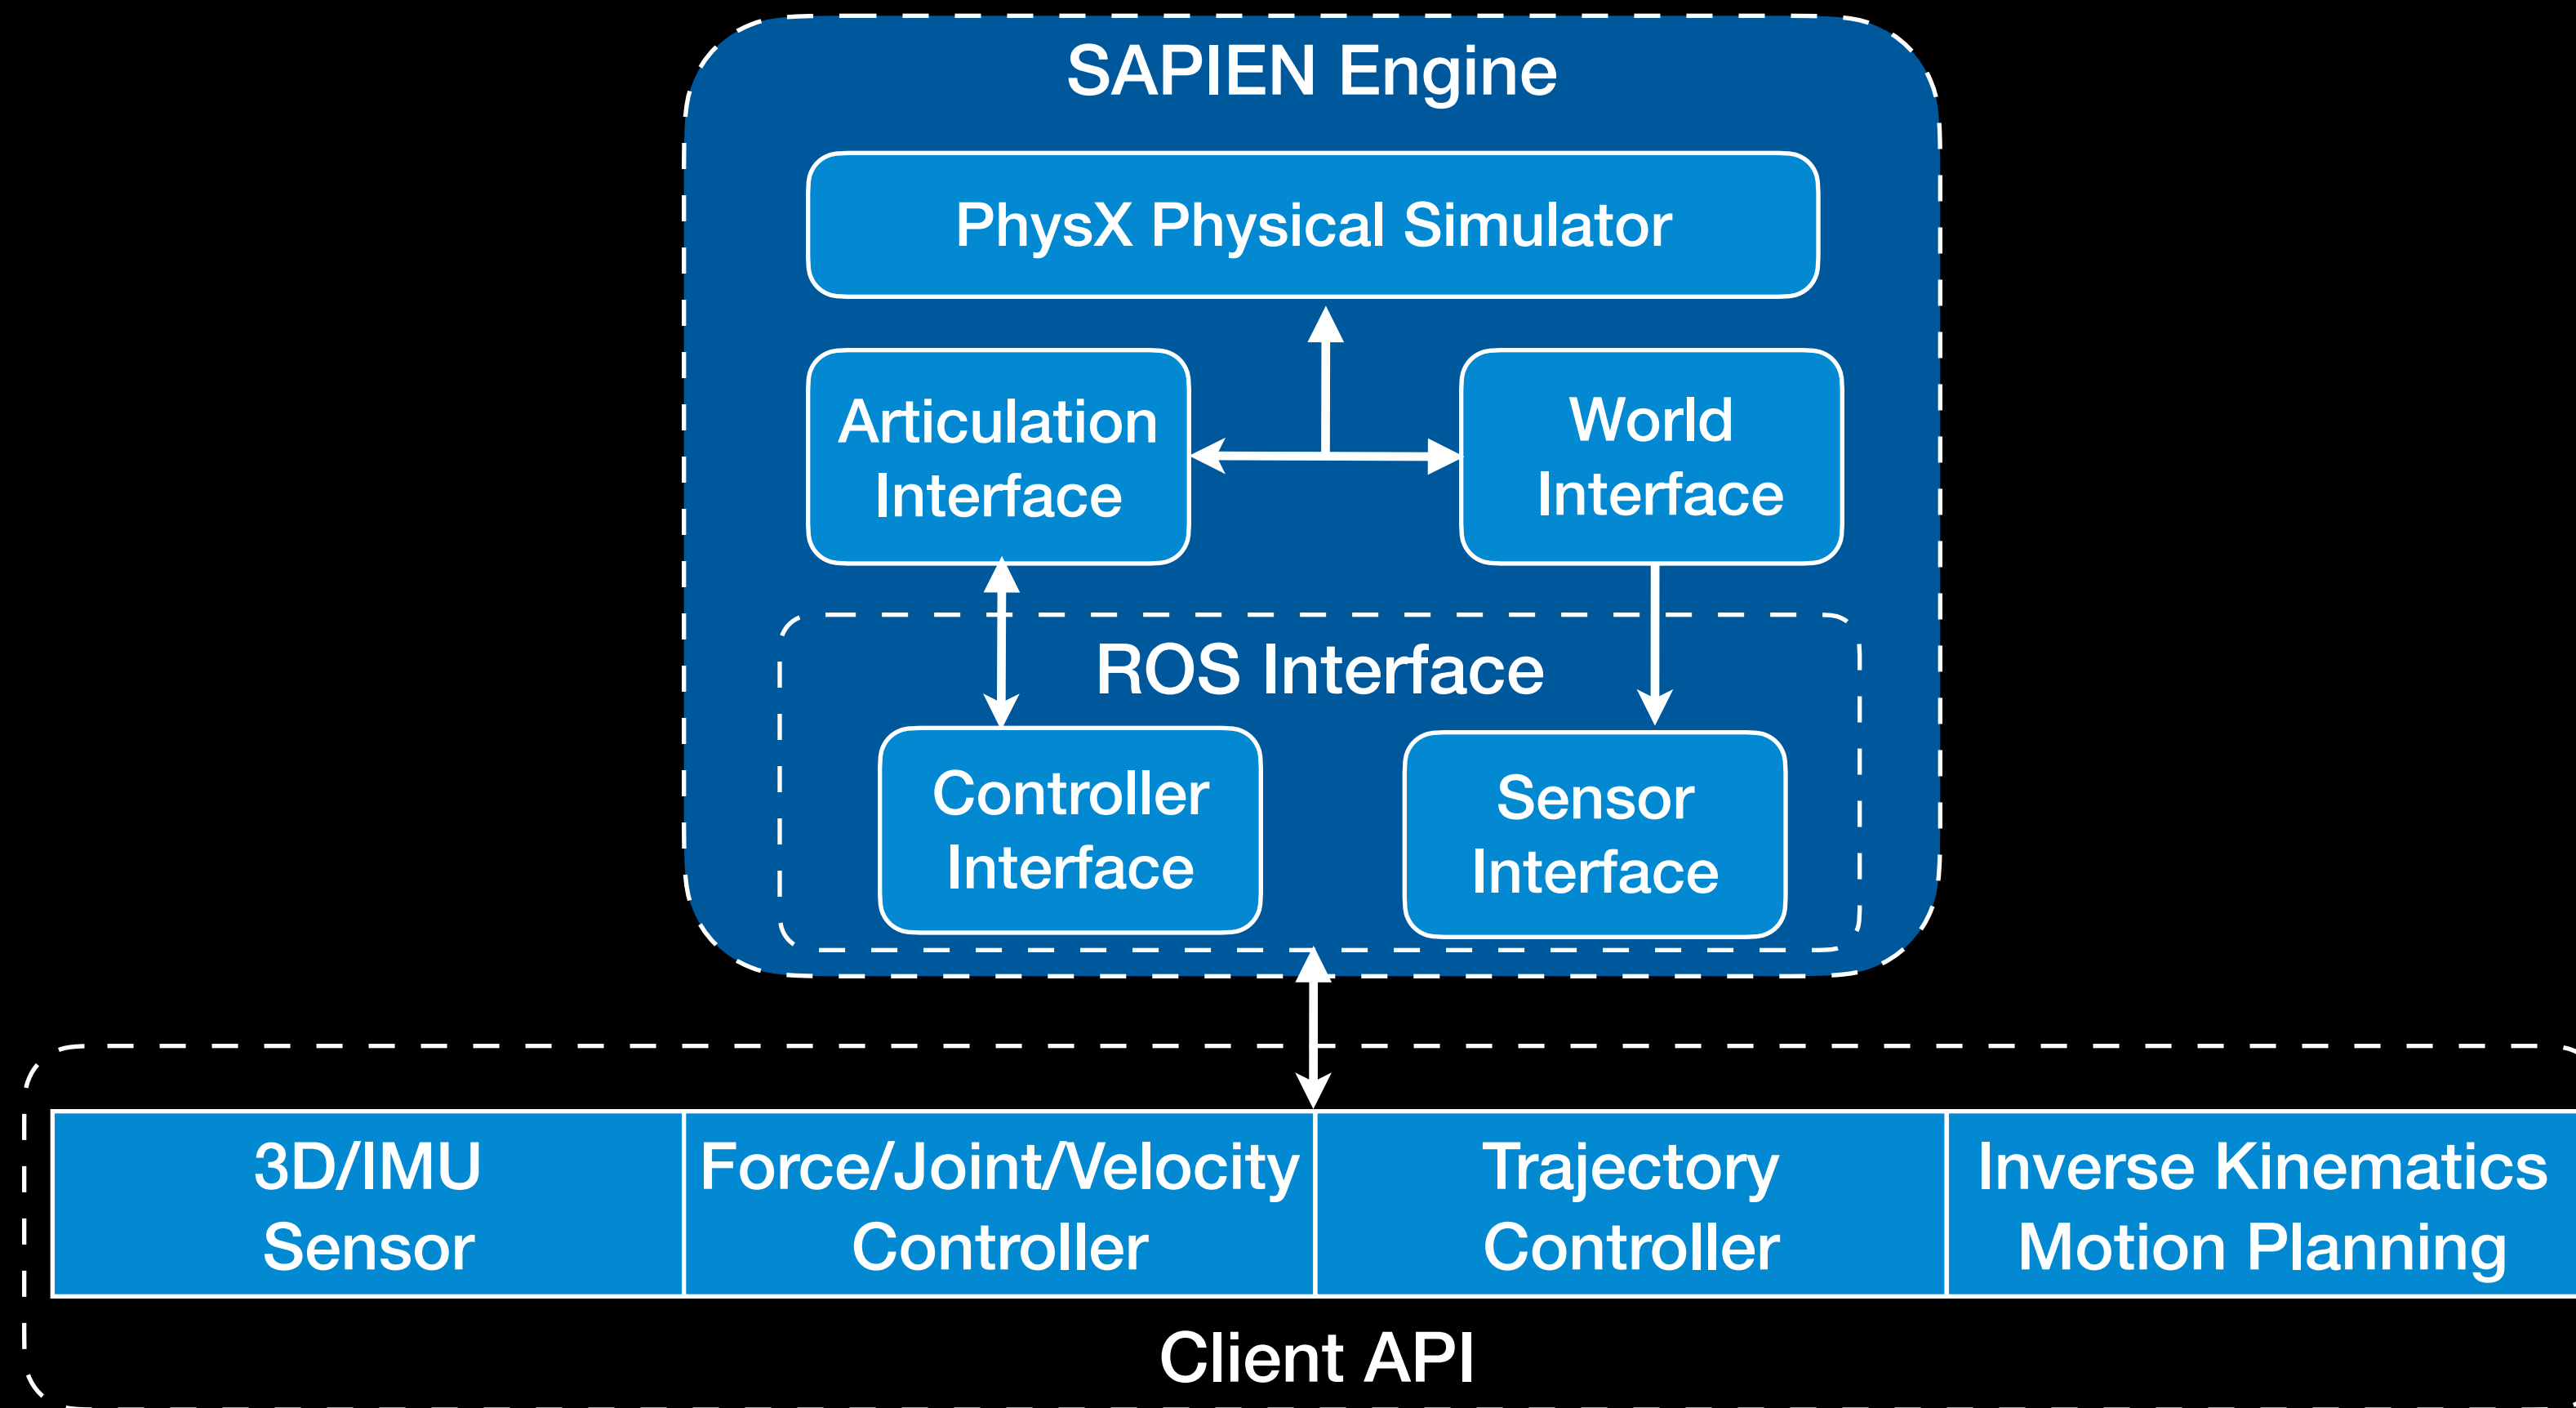 SAPIEN Engine
PhysX Physical Simulator
Articulation
Interface
World
Interface
ROS Interface
Controller
Interface
Sensor
Interface
3D/IMU
Sensor
Force/Joint/Velocity
Controller
Trajectory
Controller
Inverse Kinematics
Motion Planning
Client API